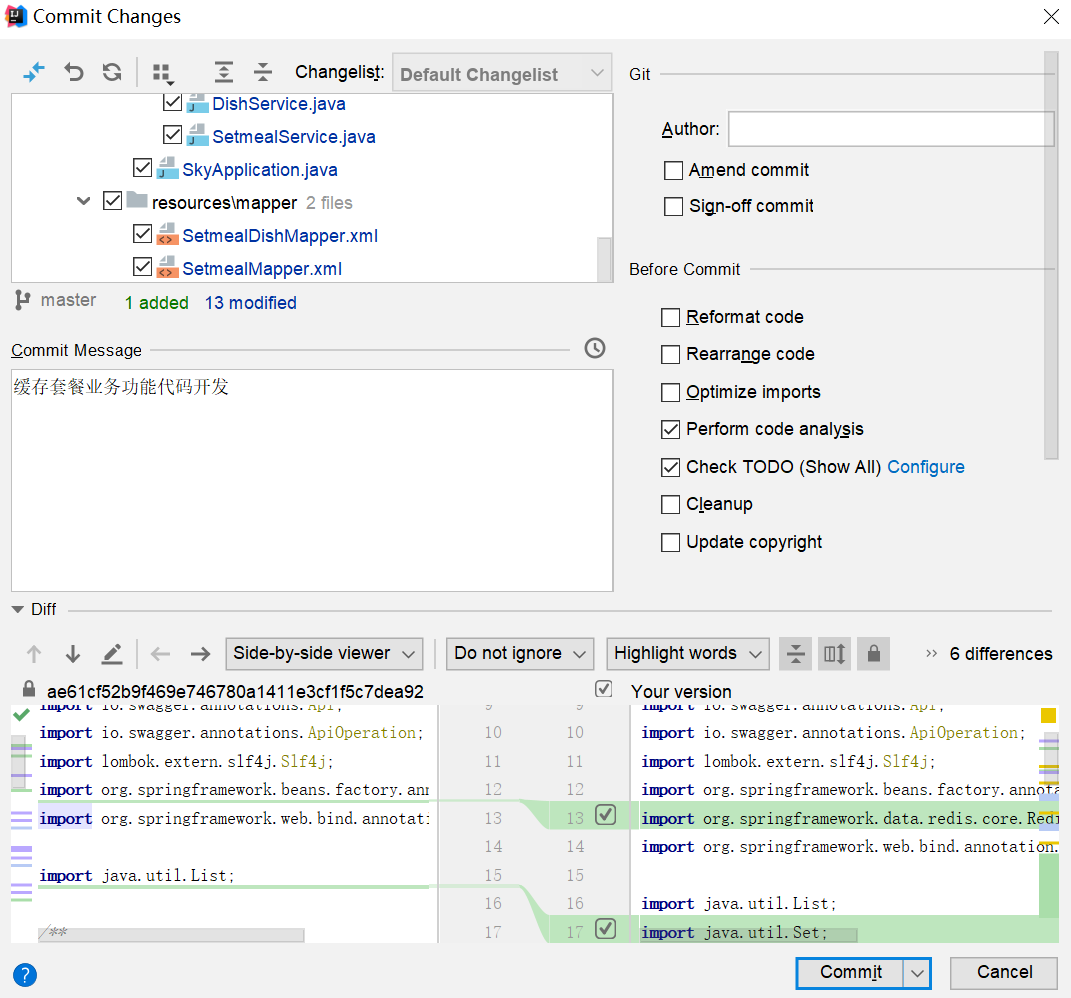 Commit Changes
Changelist: Default Changelist
DishService.java
SetmealService.java
SkyApplication.java
resources\mapper 2 files
SetmealDishMapper.xml
SetmealMapper.xml
master 1 added 13 modified
Commit Message
缓存套餐业务功能代码开发
Git
Author:
Amend commit
Sign-off commit
Before Commit
Reformat code
Rearrange code
Optimize imports
Perform code analysis
Check TODO (Show All) Configure
Cleanup
Update copyright
Diff
Side-by-side viewer Do not ignore Highlight words 6 differences
ae61cf52b9f469e746780a1411e3cf1f5c7dea92 Your version
import io.swagger.annotations.Api; 9 9 import io.swagger.annotations.Api;
import io.swagger.annotations.ApiOperation; 10 10 import io.swagger.annotations.ApiOperation;
import lombok.extern.slf4j.Slf4j; 11 11 import lombok.extern.slf4j.Slf4j;
import org.springframework.beans.factory.ann 12 12 import org.springframework.beans.factory.annota
import org.springframework.web.bind.annotati 13 13 import org.springframework.data.redis.core.Redi
14 14 import org.springframework.web.bind.annotation.
import java.util.List; 15 15
16 16 import java.util.List;
/** 17 17 import java.util.Set;
? Commit Cancel